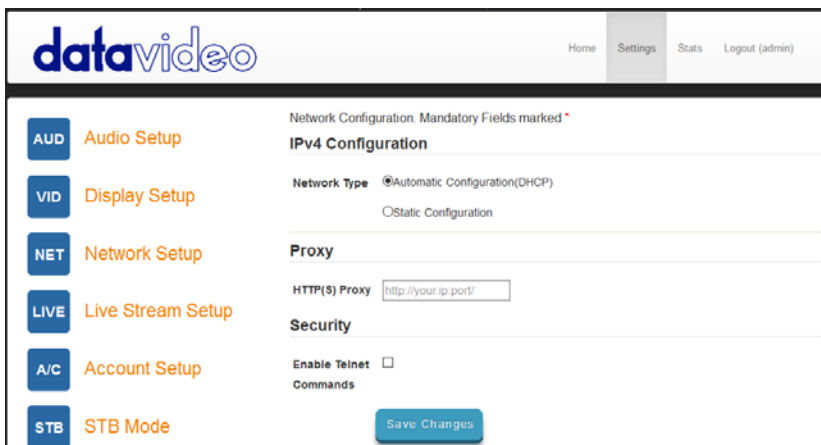 datavideo
Home Settings Stats Logout (admin)
AUD Audio Setup
VID Display Setup
NET Network Setup
LIVE Live Stream Setup
A/C Account Setup
STB STB Mode
Network Configuration. Mandatory Fields marked *
IPv4 Configuration
Network Type Automatic Configuration(DHCP)
Static Configuration
Proxy
HTTP(S) Proxy http://your.ip:port/
Security
Enable Telnet
Commands
Save Changes